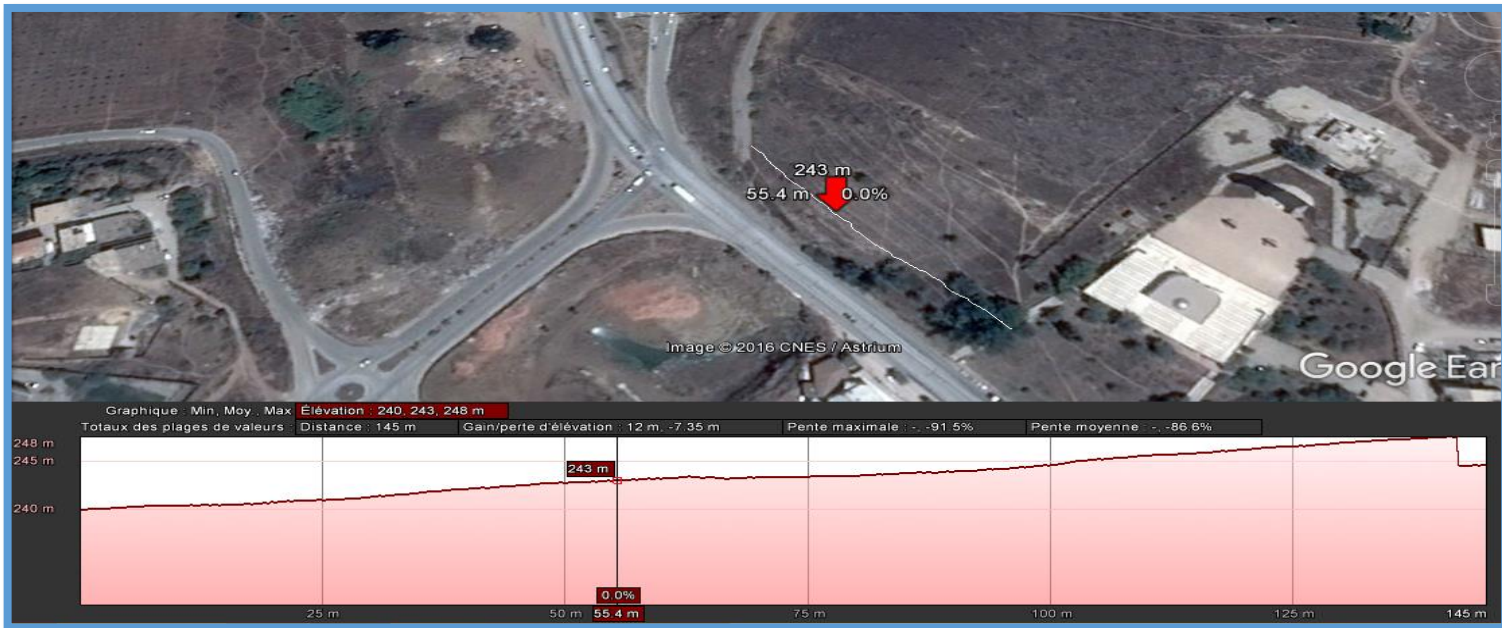 243 m
55.4 m 0.0%
Image © 2016 CNES / Astrium
Google Ear
Graphique : Min, Moy , Max Élévation : 240, 243, 248 m
Totaux des plages de valeurs : Distance : 145 m Gain/perte d'élévation : 12 m, -7.35 m Pente maximale : -, -91.5% Pente moyenne : -, -86.6%
248 m
245 m
243 m
240 m
0.0%
25 m 50 m 55.4 m 75 m 100 m 125 m 145 m